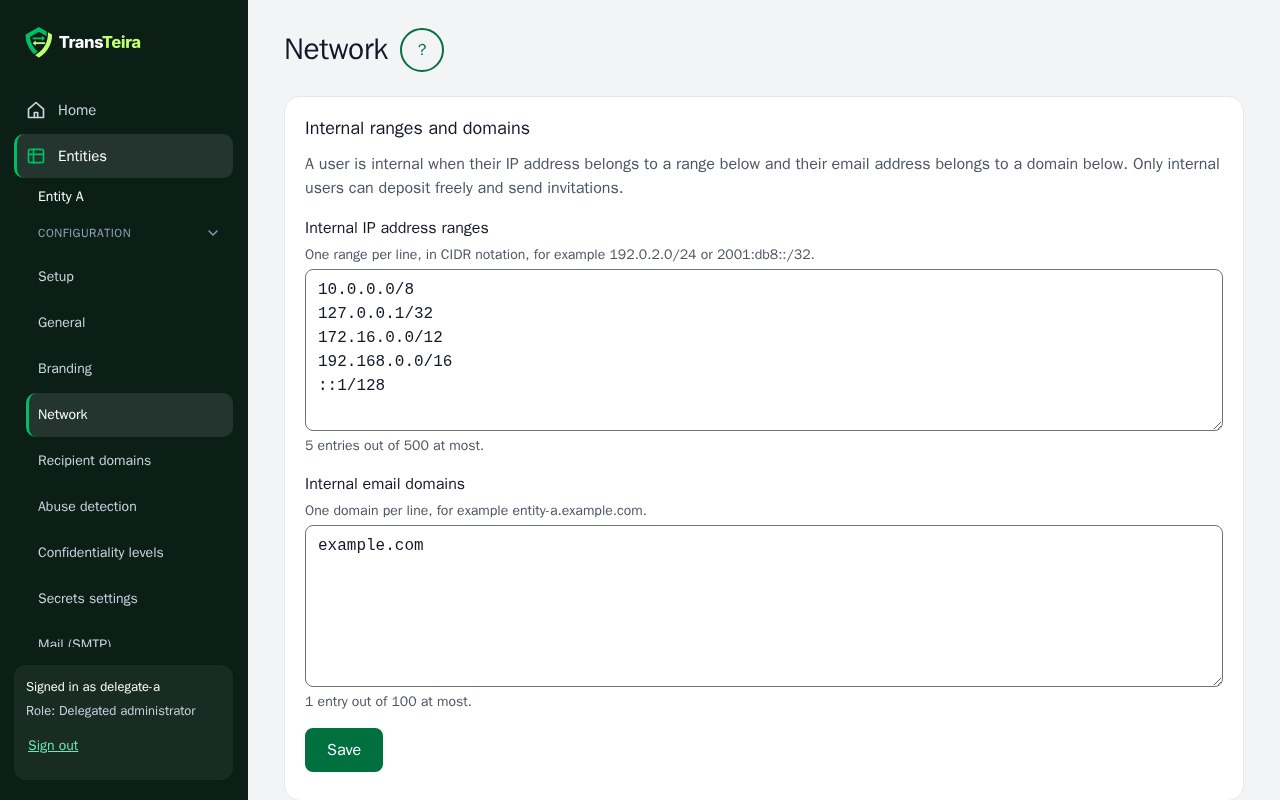 TransTeira
Home
Entities
Entity A
CONFIGURATION
Setup
General
Branding
Network
Recipient domains
Abuse detection
Confidentiality levels
Secrets settings
Mail (SMTP)
Signed in as delegate-a
Role: Delegated administrator
Sign out
Network ?
Internal ranges and domains
A user is internal when their IP address belongs to a range below and their email address belongs to a domain below. Only internal
users can deposit freely and send invitations.
Internal IP address ranges
One range per line, in CIDR notation, for example 192.0.2.0/24 or 2001:db8::/32.
10.0.0.0/8
127.0.0.1/32
172.16.0.0/12
192.168.0.0/16
::1/128
5 entries out of 500 at most.
Internal email domains
One domain per line, for example entity-a.example.com.
example.com
1 entry out of 100 at most.
Save